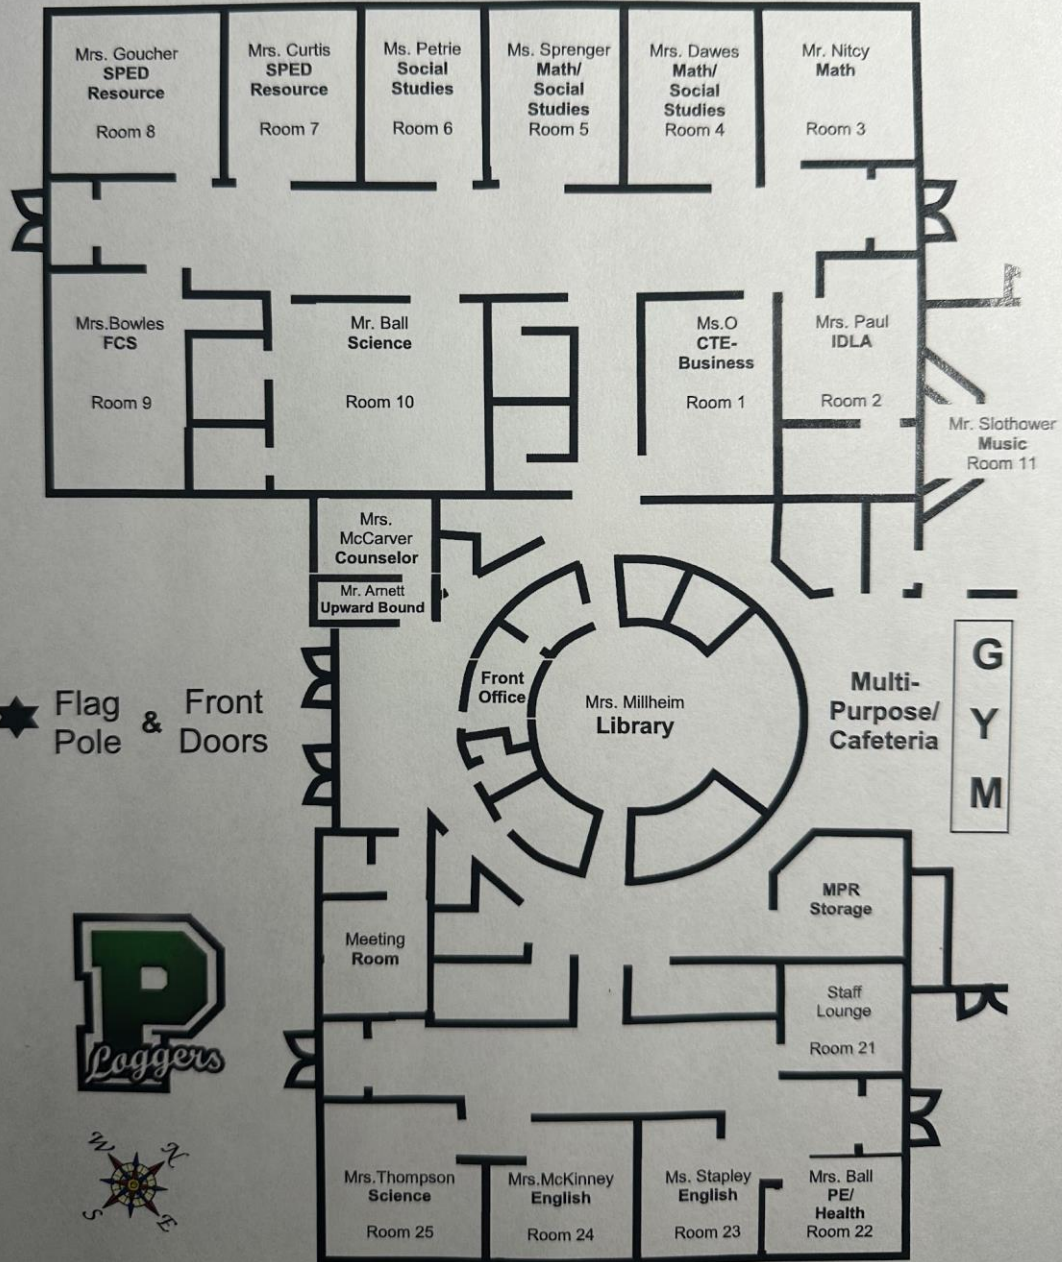 Mrs. Goucher
SPED
Resource
Room 8
Mrs. Curtis
SPED
Resource
Room 7
Ms. Petrie
Social
Studies
Room 6
Ms. Sprenger
Math/
Social
Studies
Room 5
Mrs. Dawes
Math/
Social
Studies
Room 4
Mr. Nitcy
Math
Room 3
Mrs.Bowles
FCS
Room 9
Mr. Ball
Science
Room 10
Ms.O
CTE-
Business
Room 1
Mrs. Paul
IDLA
Room 2
Mr. Slothower
Music
Room 11
Mrs.
McCarver
Counselor
Mr. Arnett
Upward Bound
Flag
Pole
&
Front
Doors
Front
Office
Mrs. Millheim
Library
Multi-
Purpose/
Cafeteria
G
Y
M
MPR
Storage
Meeting
Room
Staff
Lounge
Room 21
P
Loggers
W
N
S
E
Mrs.Thompson
Science
Room 25
Mrs.McKinney
English
Room 24
Ms. Stapley
English
Room 23
Mrs. Ball
PE/
Health
Room 22